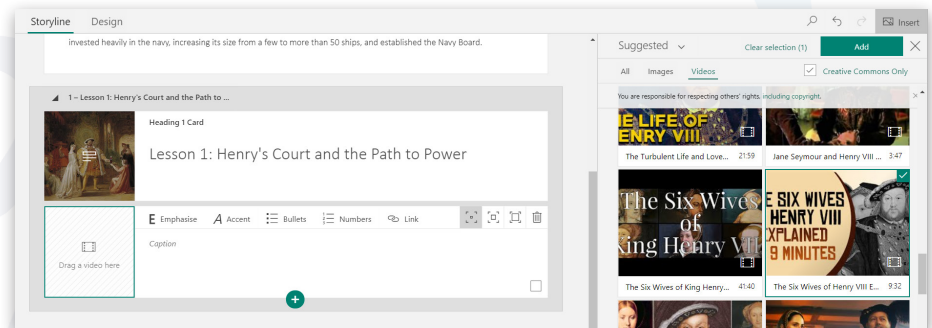 Storyline Design Insert
invested heavily in the navy, increasing its size from a few to more than 50 ships, and established the Navy Board.
1 – Lesson 1: Henry's Court and the Path to ...
Heading 1 Card
Lesson 1: Henry's Court and the Path to Power
E Emphasise A Accent Bullets Numbers Link
Caption
Drag a video here
Suggested Clear selection (1) Add
All Images Videos Creative Commons Only
You are responsible for respecting others' rights, including copyright.
LIFE OF
ENRY VIII
The Turbulent Life and Love... 21:59
Jane Seymour and Henry VIII ... 3:47
The Six Wives
of
King Henry VIII
The Six Wives of King Henry... 41:40
E SIX WIVES
HENRY VIII
XPLAINED
9 MINUTES
The Six Wives of Henry VIII E... 9:32